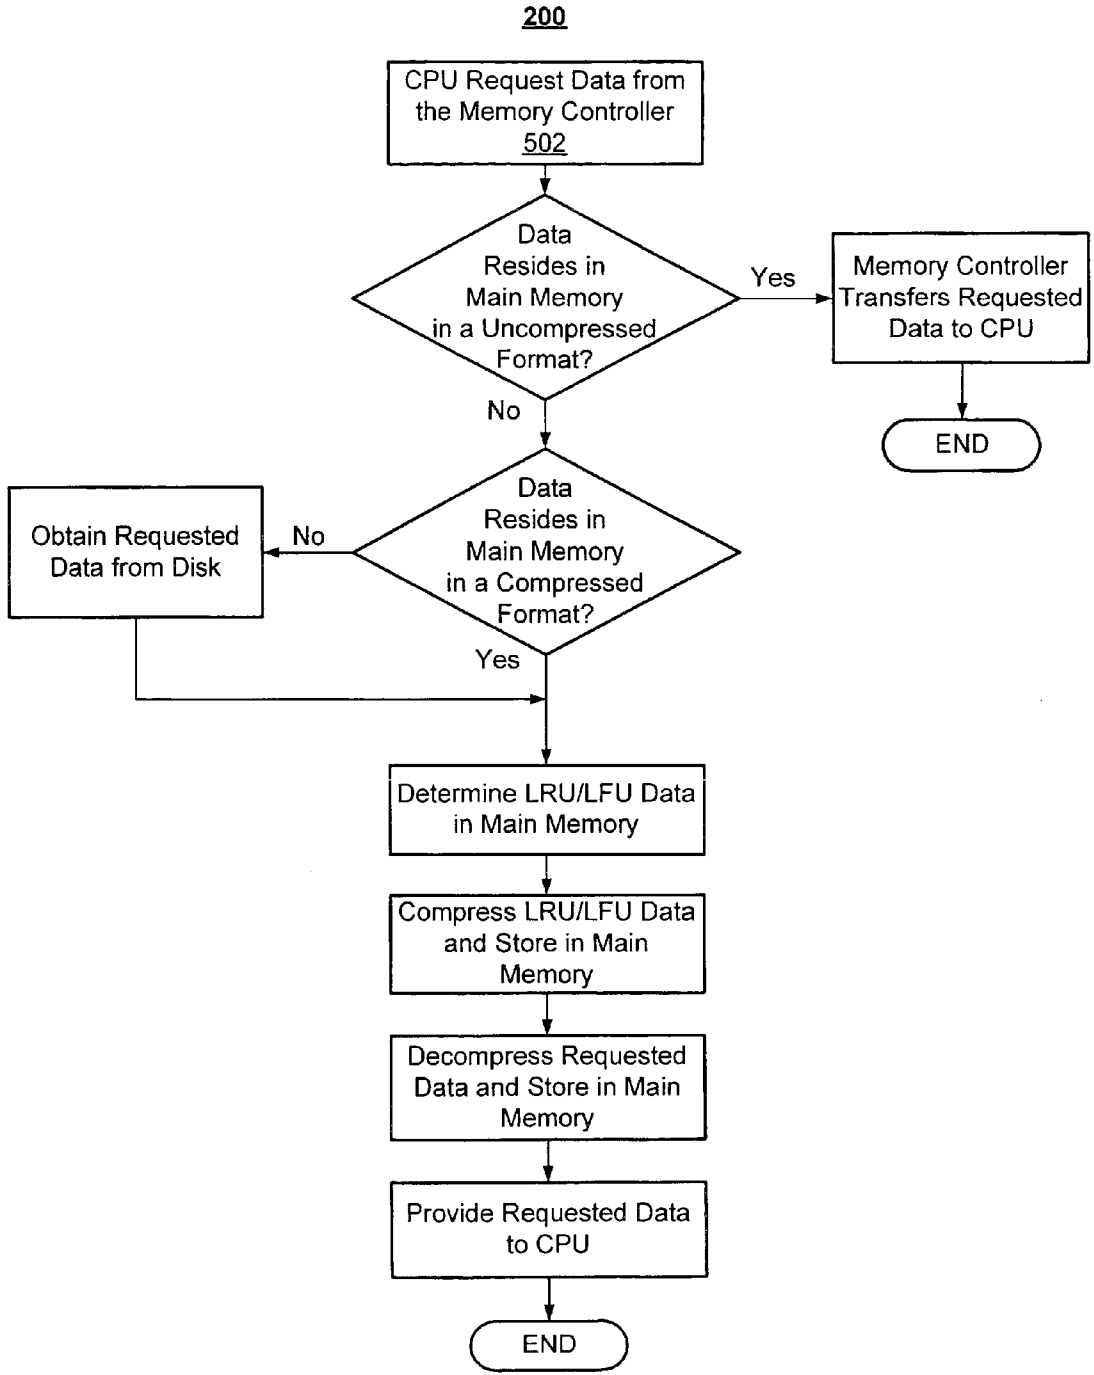 200
CPU Request Data from
the Memory Controller
502
Data
Resides in
Main Memory
in a Uncompressed
Format?
Yes
Memory Controller
Transfers Requested
Data to CPU
END
No
Data
Resides in
Main Memory
in a Compressed
Format?
No
Obtain Requested
Data from Disk
Yes
Determine LRU/LFU Data
in Main Memory
Compress LRU/LFU Data
and Store in Main
Memory
Decompress Requested
Data and Store in Main
Memory
Provide Requested Data
to CPU
END